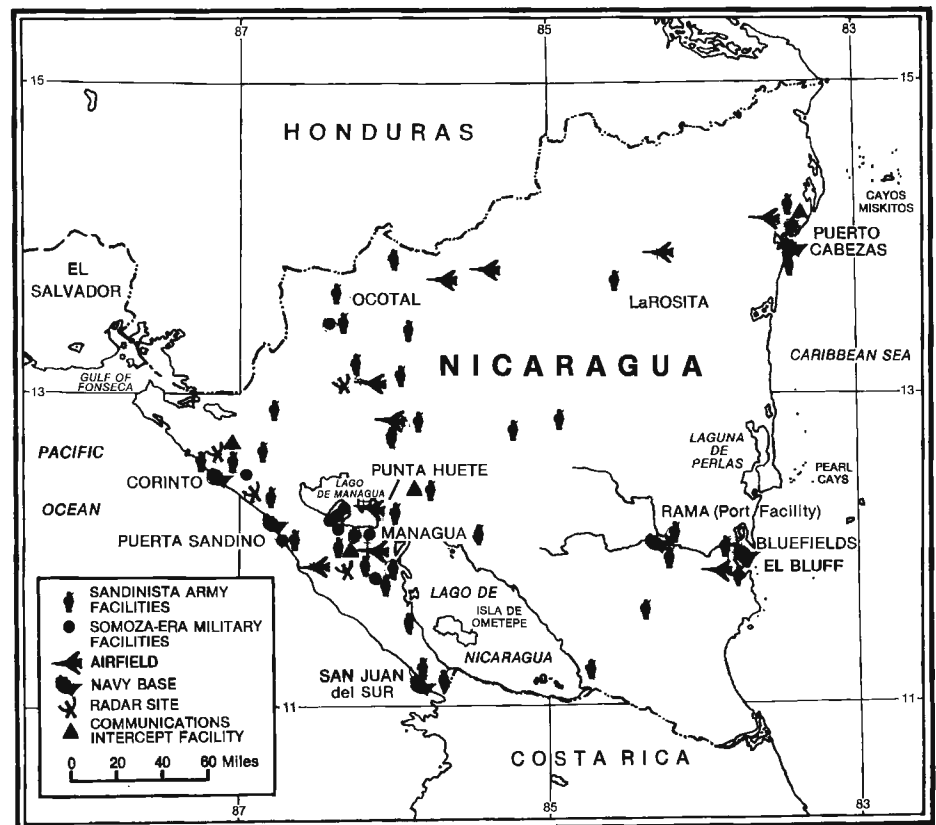 87
85
83
15
15
HONDURAS
CAYOS
MISKITOS
PUERTO
CABEZAS
EL
SALVADOR
OCOTAL
LaROSITA
NICARAGUA
CARIBBEAN SEA
GULF OF
FONSECA
13
13
PACIFIC
OCEAN
LAGUNA
DE
PERLAS
PEARL
CAYS
CORINTO
PUNTA HUETE
LAGO
DE MANAGUA
RAMA (Port Facility)
PUERTA SANDINO
MANAGUA
BLUEFIELDS
EL BLUFF
LAGO DE
ISLA DE
OMETEPE
NICARAGUA
SAN JUAN
del SUR
SANDINISTA ARMY
FACILITIES
SOMOZA-ERA MILITARY
FACILITIES
AIRFIELD
NAVY BASE
RADAR SITE
COMMUNICATIONS
INTERCEPT FACILITY
0 20 40 60 Miles
11
11
COSTA RICA
87
85
83